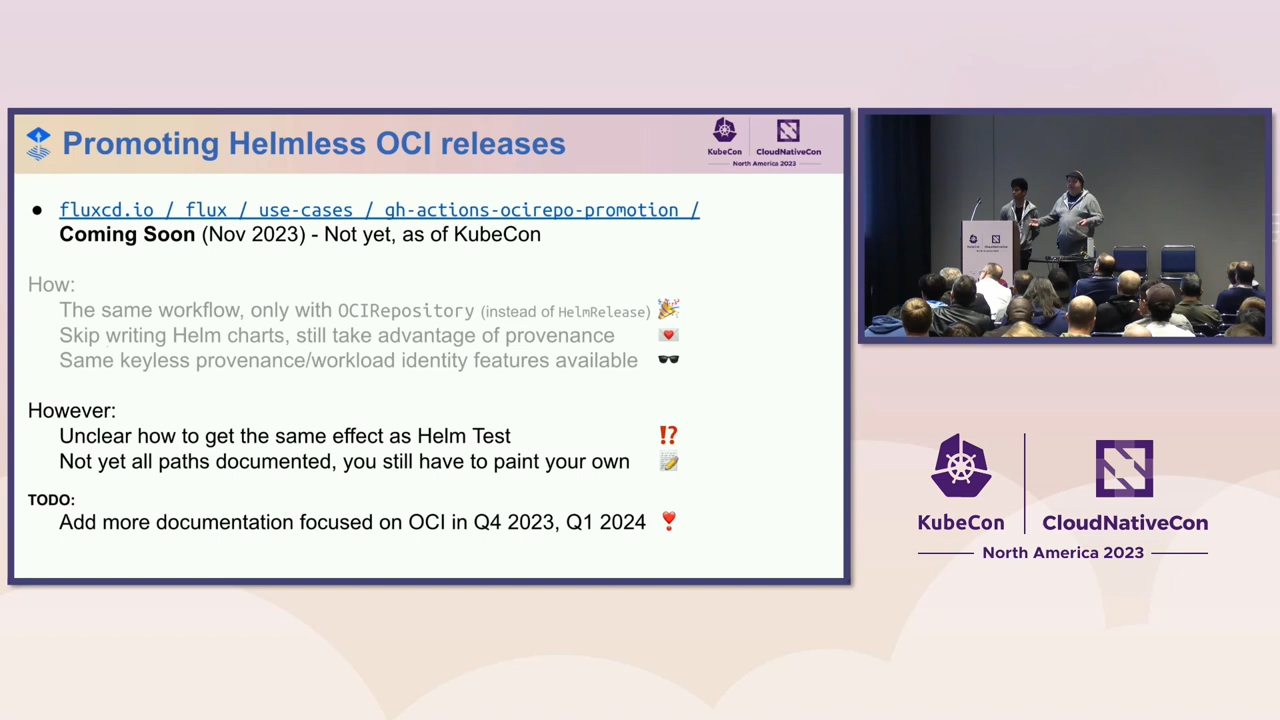 Promoting Helmless OCI releases
KubeCon
CloudNativeCon
North America 2023
● fluxcd.io / flux / use-cases / gh-actions-ocirepo-promotion /
Coming Soon (Nov 2023) - Not yet, as of KubeCon
How:
The same workflow, only with OCIRepository (instead of HelmRelease) 🎉
Skip writing Helm charts, still take advantage of provenance 💌
Same keyless provenance/workload identity features available 🕶️
However:
Unclear how to get the same effect as Helm Test ⁉️
Not yet all paths documented, you still have to paint your own 📝
TODO:
Add more documentation focused on OCI in Q4 2023, Q1 2024 ❣️
KubeCon
CloudNativeCon
North America 2023